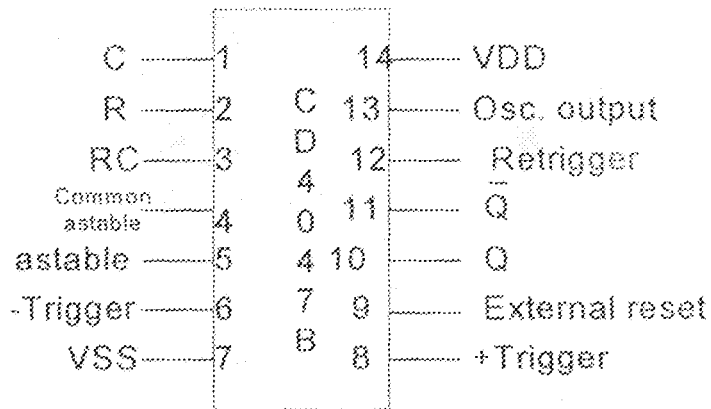 C 1 14 VDD
R 2 13 Osc. output
RC 3 12 Retrigger
Common
astable 4 11 Q̅
astable 5 10 Q
-Trigger 6 9 External reset
VSS 7 8 +Trigger
CD4047B